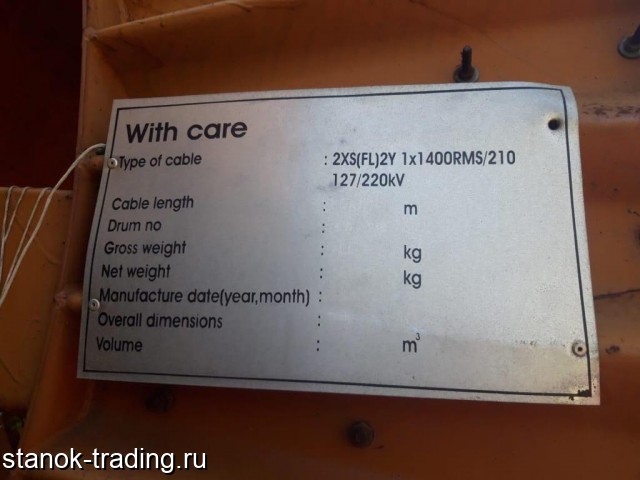 With care
Type of cable : 2XS(FL)2Y 1x1400RMS/210
127/220kV
Cable length : m
Drum no :
Gross weight : kg
Net weight : kg
Manufacture date(year,month) :
Overall dimensions :
Volume : m³
stanok-trading.ru